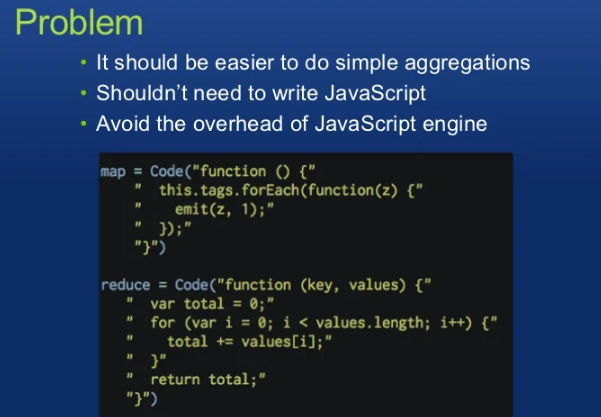 Problem
• It should be easier to do simple aggregations
• Shouldn't need to write JavaScript
• Avoid the overhead of JavaScript engine
map = Code("function () {"
    "  this.tags.forEach(function(z) {"
    "    emit(z, 1);"
    "  });"
    "}")
reduce = Code("function (key, values) {"
    "  var total = 0;"
    "  for (var i = 0; i < values.length; i++) {"
    "    total += values[i];"
    "  }"
    "  return total;"
    "}")